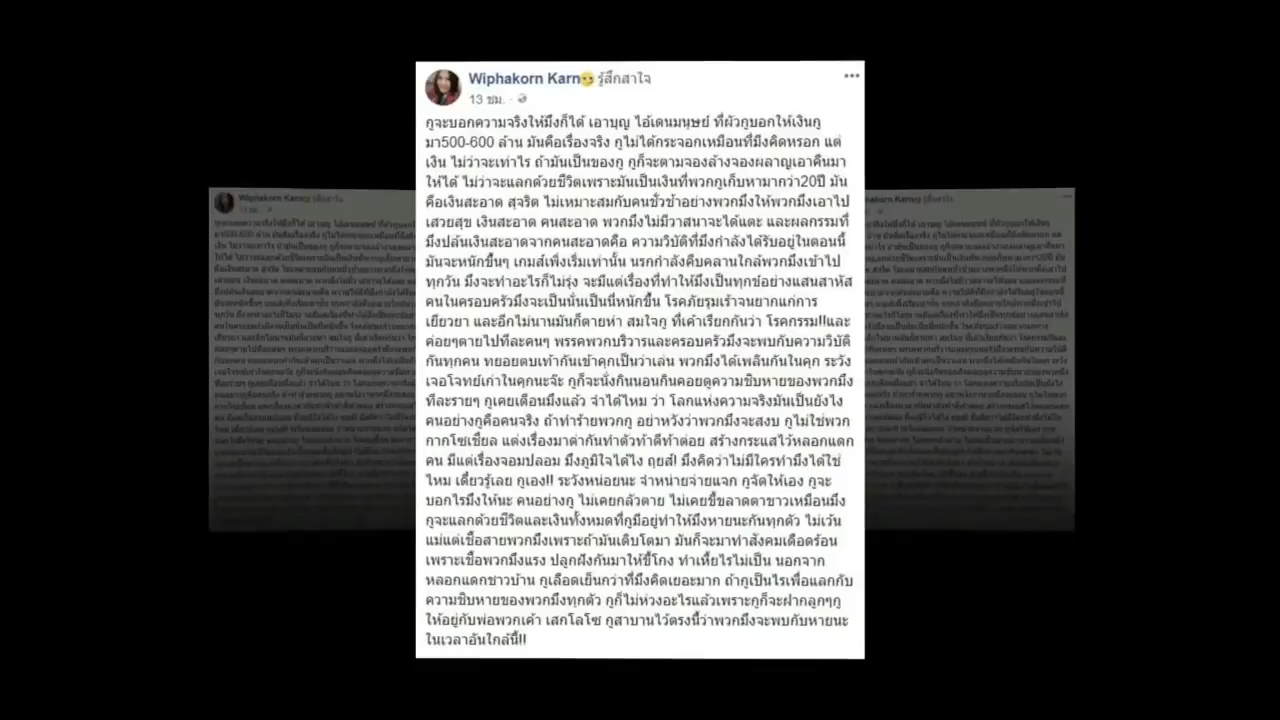 Wiphakorn Karn😏 รู้สึกสาใจ
13 ชม. ·
กูจะบอกความจริงให้มึงก็ได้ เอาบุญ ไอ้เดนมนุษย์ ที่ผัวกูบอกให้เงินกู
มา500-600 ล้าน มันคือเรื่องจริง กูไม่ได้กระจอกเหมือนที่มึงคิดหรอก แต่
เงิน ไม่ว่าจะเท่าไร ถ้ามันเป็นของกู กูก็จะตามจองล้างจองผลาญเอาคืนมา
ให้ได้ ไม่ว่าจะแลกด้วยชีวิตเพราะมันเป็นเงินที่พวกกูเก็บหามากว่า20ปี มัน
คือเงินสะอาด สุจริต ไม่เหมาะสมกับคนชั่วช้าอย่างพวกมึงให้พวกมึงเอาไป
เสวยสุข เงินสะอาด คนสะอาด พวกมึงไม่มีวาสนาจะได้แตะ และผลกรรมที่
มึงปล้นเงินสะอาดจากคนสะอาดคือ ความวิบัติที่มึงกำลังได้รับอยู่ในตอนนี้
มันจะหนักขึ้นๆ เกมส์เพิ่งเริ่มเท่านั้น นรกกำลังคืบคลานใกล้พวกมึงเข้าไป
ทุกวัน มึงจะทำอะไรก็ไม่รุ่ง จะมีแต่เรื่องที่ทำให้มึงเป็นทุกข์อย่างแสนสาหัส
คนในครอบครัวมึงจะเป็นนั่นเป็นนี่หนักขึ้น โรคภัยรุมเร้าจนยากแก่การ
เยียวยา และอีกไม่นานมันก็ตายห่า สมใจกู ที่เค้าเรียกกันว่า โรคกรรม!!และ
ค่อยๆตายไปทีละคนๆ พรรคพวกบริวารและครอบครัวมึงจะพบกับความวิบัติ
กันทุกคน ทยอยตบเท้ากันเข้าคุกเป็นว่าเล่น พวกมึงได้เพลินกันในคุก ระวัง
เจอโจทย์เก่าในคุกนะจ๊ะ กูก็จะนั่งกินนอนกินคอยดูความชิบหายของพวกมึง
ทีละรายๆ กูเคยเตือนมึงแล้ว จำได้ไหม ว่า โลกแห่งความจริงมันเป็นยังไง
คนอย่างกูคือคนจริง ถ้าทำร้ายพวกกู อย่าหวังว่าพวกมึงจะสงบ กูไม่ใช่พวก
กากโซเชี่ยล แต่งเรื่องมาด่ากันทำตัวทำดีทำต่อย สร้างกระแสไว้หลอกแดก
คน มีแต่เรื่องจอมปลอม มึงภูมิใจได้ไง ฤยส์! มึงคิดว่าไม่มีใครทำมึงได้ใช่
ไหม เดี๋ยวรู้เลย กูเอง!! ระวังหน่อยนะ จำหน่ายจ่ายแจก กูจัดให้เอง กูจะ
บอกไรมึงให้นะ คนอย่างกู ไม่เคยกลัวตาย ไม่เคยขี้ขลาดตาขาวเหมือนมึง
กูจะแลกด้วยชีวิตและเงินทั้งหมดที่กูมีอยู่ทำให้มึงหายนะกันทุกตัว ไม่เว้น
แม่แต่เชื้อสายพวกมึงเพราะถ้ามันเติบโตมา มันก็จะมาทำสังคมเดือดร้อน
เพราะเชื้อพวกมึงแรง ปลูกฝังกันมาให้ขี้โกง ทำเหี้ยไรไม่เป็น นอกจาก
หลอกแดกชาวบ้าน กูเลือดเย็นกว่าที่มึงคิดเยอะมาก ถ้ากูเป็นไรเพื่อแลกกับ
ความชิบหายของพวกมึงทุกตัว กูก็ไม่ห่วงอะไรแล้วเพราะกูก็จะฝากลูกๆกู
ให้อยู่กับพ่อพวกเค้า เสกโลโซ กูสาบานไว้ตรงนี้ว่าพวกมึงจะพบกับหายนะ
ในเวลาอันใกล้นี้!!